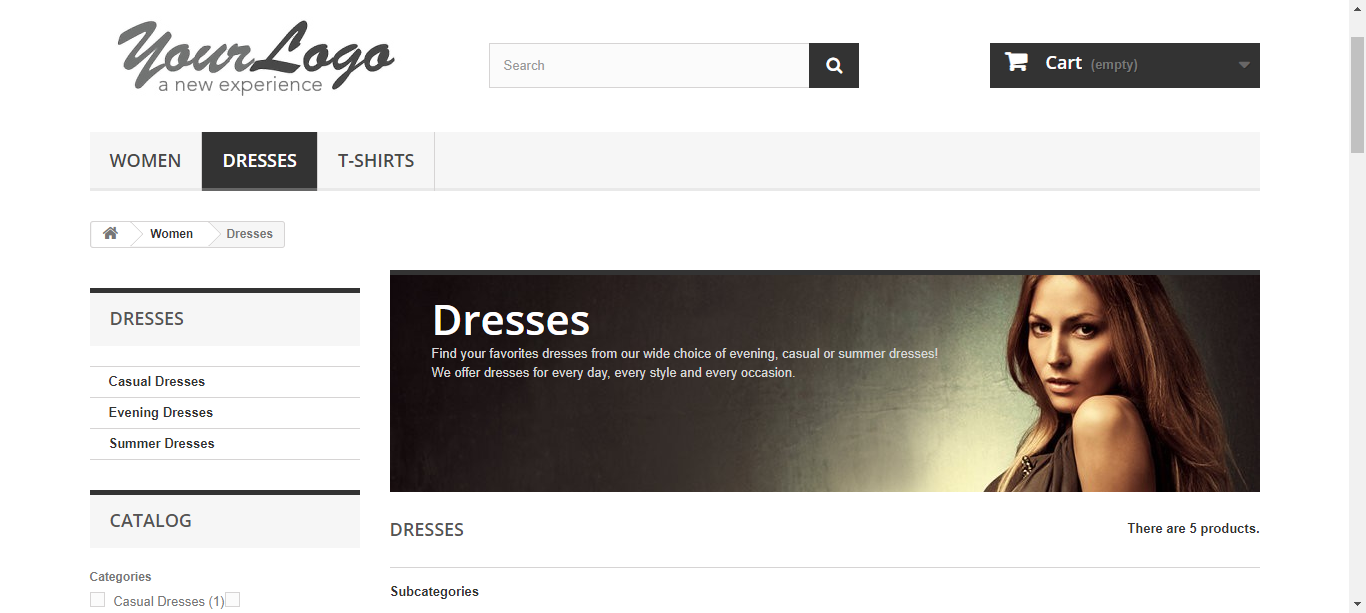 YourLogo
a new experience
Search
Cart (empty)
WOMEN DRESSES T-SHIRTS
Women Dresses
DRESSES
Casual Dresses
Evening Dresses
Summer Dresses
CATALOG
Categories
Casual Dresses (1)
Dresses
Find your favorites dresses from our wide choice of evening, casual or summer dresses!
We offer dresses for every day, every style and every occasion.
DRESSES
There are 5 products.
Subcategories